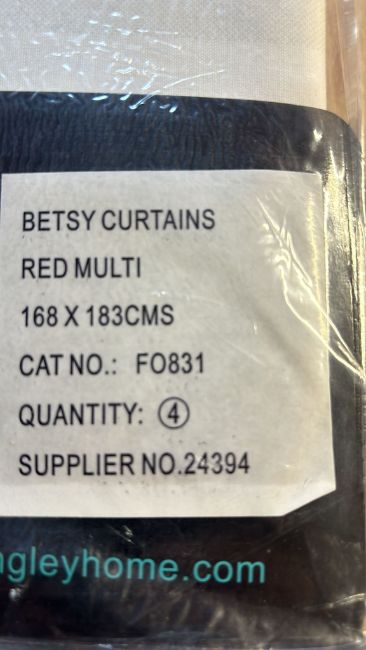 BETSY CURTAINS
RED MULTI
168 X 183CMS
CAT NO.: FO831
QUANTITY: ④
SUPPLIER NO.24394
ngleyhome.com